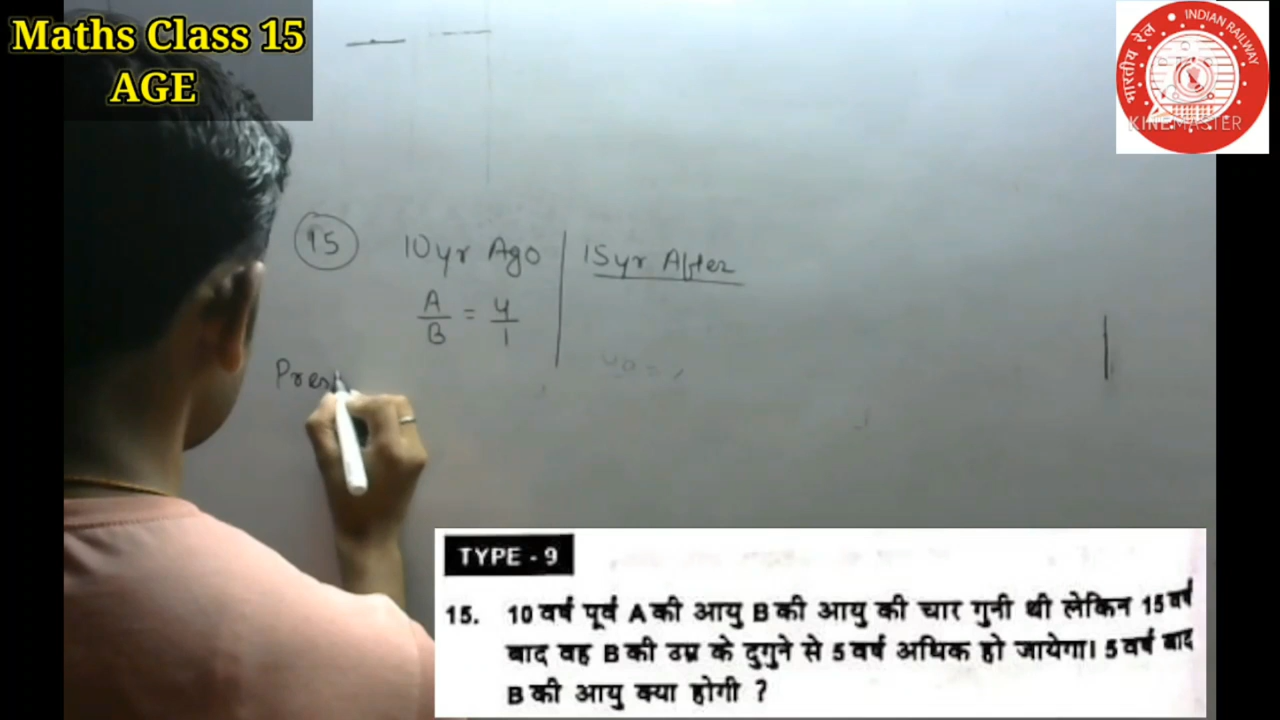 Maths Class 15
AGE
भारतीय रेल INDIAN RAILWAY
KINEMASTER
15 10yr Ago 15yr After
A/B = 4/1
Pres
TYPE - 9
15. 10 वर्ष पूर्व A की आयु B की आयु की चार गुनी थी लेकिन 15 वर्ष
बाद वह B की उम्र के दुगुने से 5 वर्ष अधिक हो जायेगा। 5 वर्ष बाद
B की आयु क्या होगी ?